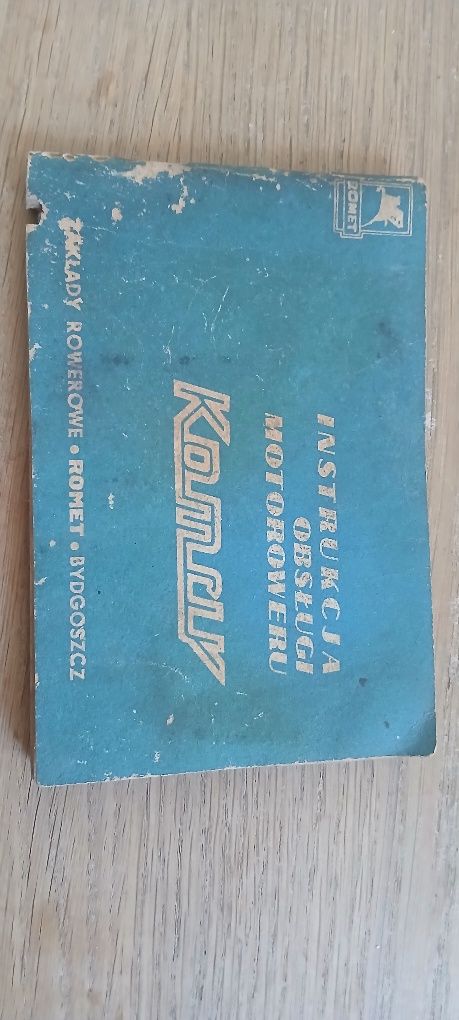 ROMET
INSTRUKCJA
OBSŁUGI
MOTOROWERU
Komar
ZAKŁADY ROWEROWE • ROMET • BYDGOSZCZ